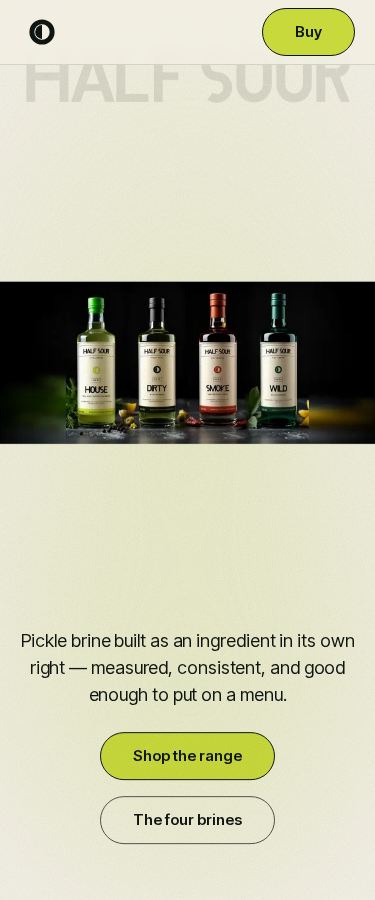 Buy
HALF SOUR
HALF SOUR
HOUSE
HALF SOUR
DIRTY
HALF SOUR
SMOKE
HALF SOUR
WILD
Pickle brine built as an ingredient in its own
right — measured, consistent, and good
enough to put on a menu.
Shop the range
The four brines